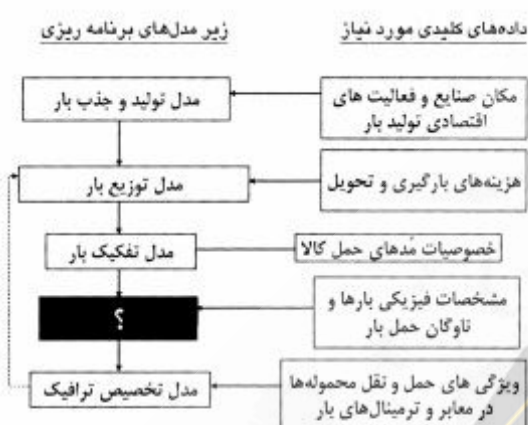 داده‌های کلیدی مورد نیاز
زیر مدل‌های برنامه ریزی
مکان صنایع و فعالیت های
اقتصادی تولید بار
مدل تولید و جذب بار
هزینه‌های بارگیری و تحویل
مدل توزیع بار
خصوصیات مُدهای حمل کالا
مدل تفکیک بار
مشخصات فیزیکی بارها و
ناوگان حمل بار
؟
ویژگی های حمل و نقل محموله‌ها
در معابر و ترمینال‌های بار
مدل تخصیص ترافیک